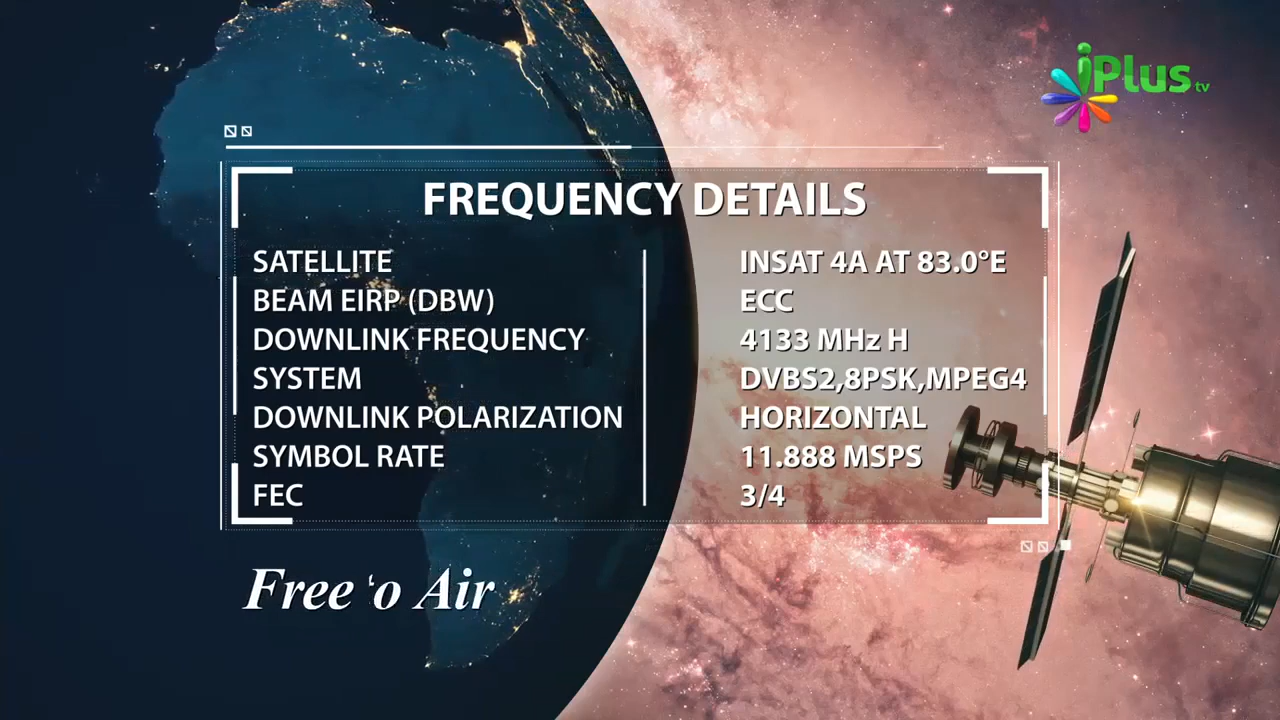 iPlus tv
FREQUENCY DETAILS
SATELLITE INSAT 4A AT 83.0°E
BEAM EIRP (DBW) ECC
DOWNLINK FREQUENCY 4133 MHz H
SYSTEM DVBS2,8PSK,MPEG4
DOWNLINK POLARIZATION HORIZONTAL
SYMBOL RATE 11.888 MSPS
FEC 3/4
Free 'o Air